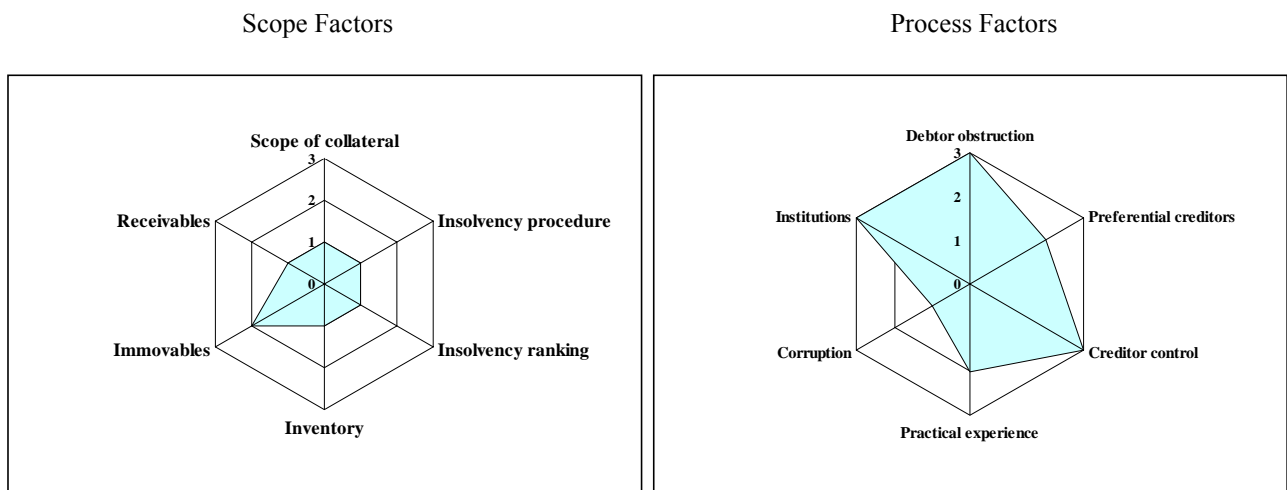 Scope Factors
Process Factors
Scope of collateral
3
Receivables
2
Insolvency procedure
1
0
Immovables
Insolvency ranking
Inventory
Debtor obstruction
3
Institutions
2
Preferential creditors
1
0
Corruption
Creditor control
Practical experience